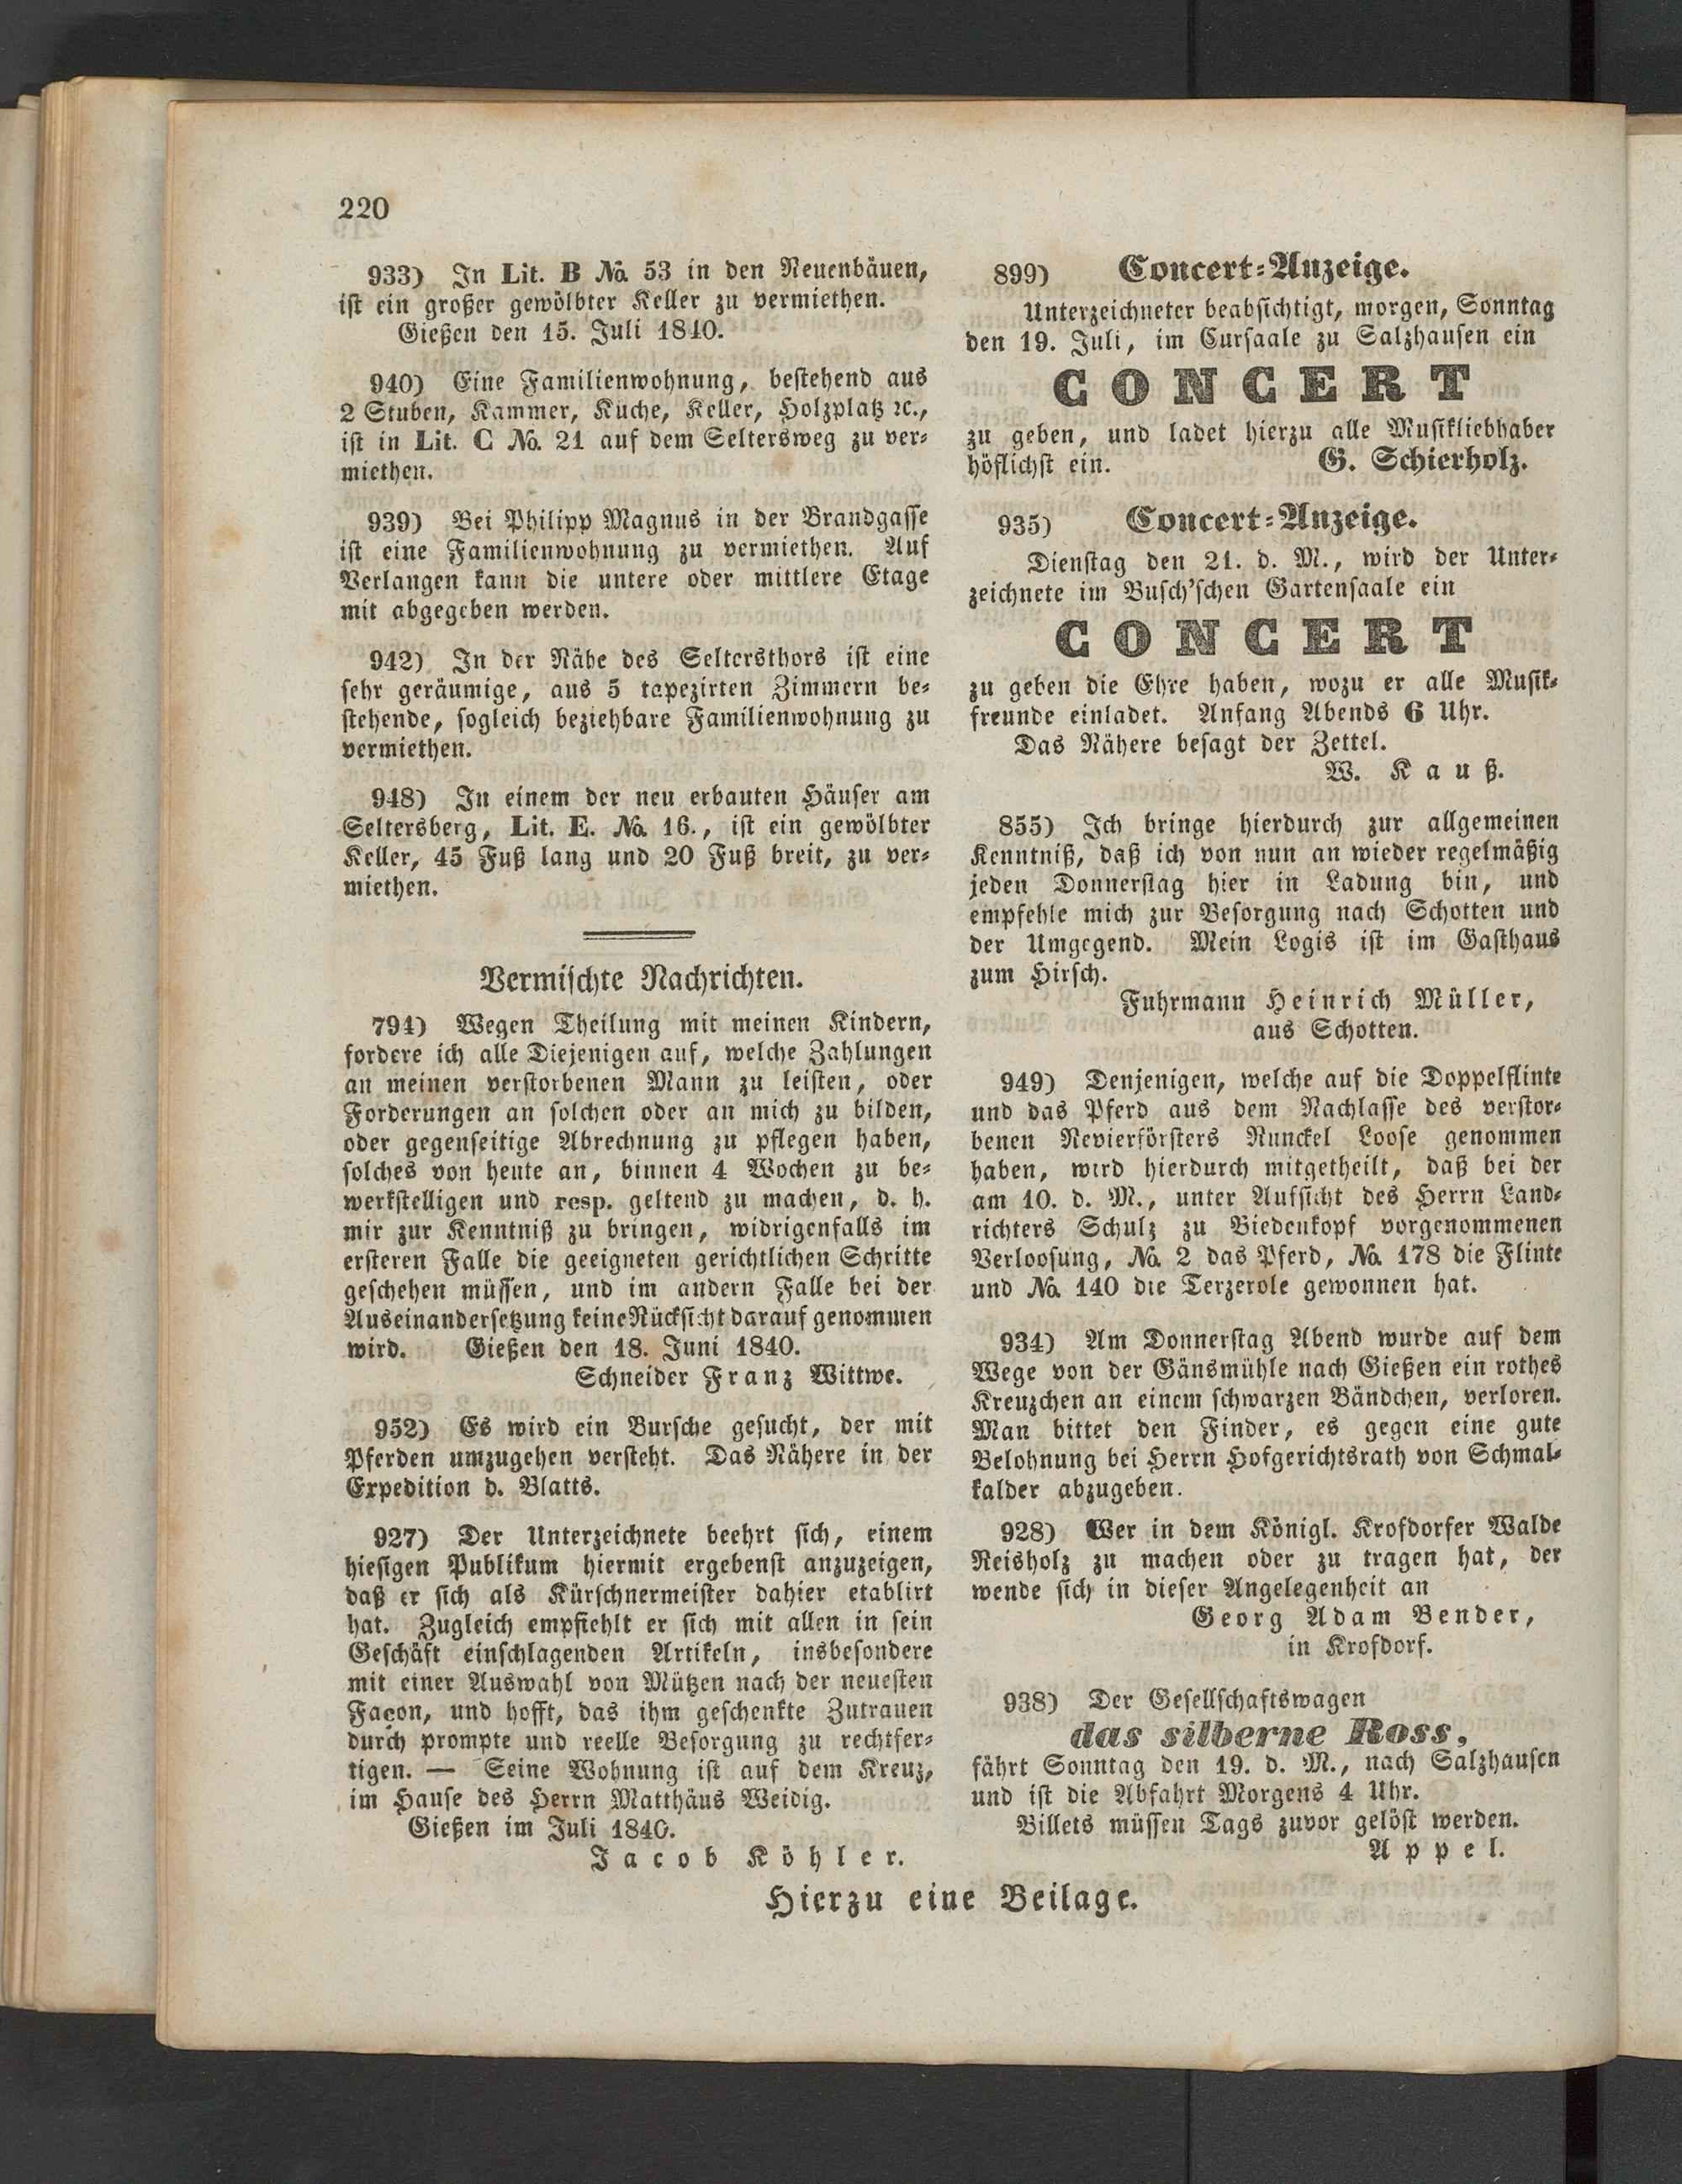 220
933) In Lit. B No. 53 in den Neuenbäuen,
ist ein großer gewölbter Keller zu vermiethen.
Gießen den 15. Juli 1840.
940) Eine Familienwohnung, bestehend aus
2 Stuben, Kammer, Küche, Keller, Holzplatz ꝛc.,
ist in Lit. C No. 21 auf dem Seltersweg zu ver-
miethen.
939) Bei Philipp Magnus in der Brandgasse
ist eine Familienwohnung zu vermiethen. Auf
Verlangen kann die untere oder mittlere Etage
mit abgegeben werden.
942) In der Nähe des Seltersthors ist eine
sehr geräumige, aus 5 tapezirten Zimmern be-
stehende, sogleich beziehbare Familienwohnung zu
vermiethen.
948) In einem der neu erbauten Häuser am
Seltersberg, Lit. E. No. 16., ist ein gewölbter
Keller, 45 Fuß lang und 20 Fuß breit, zu ver-
miethen.
Vermischte Nachrichten.
794) Wegen Theilung mit meinen Kindern,
fordere ich alle Diejenigen auf, welche Zahlungen
an meinen verstorbenen Mann zu leisten, oder
Forderungen an solchen oder an mich zu bilden,
oder gegenseitige Abrechnung zu pflegen haben,
solches von heute an, binnen 4 Wochen zu be-
werkstelligen und resp. geltend zu machen, d. h.
mir zur Kenntniß zu bringen, widrigenfalls im
ersteren Falle die geeigneten gerichtlichen Schritte
geschehen müssen, und im andern Falle bei der
Auseinandersetzung keine Rücksicht darauf genommen
wird. Gießen den 18. Juni 1840.
Schneider Franz Wittwe.
952) Es wird ein Bursche gesucht, der mit
Pferden umzugehen versteht. Das Nähere in der
Expedition d. Blatts.
927) Der Unterzeichnete beehrt sich, einem
hiesigen Publikum hiermit ergebenst anzuzeigen,
daß er sich als Kürschnermeister dahier etablirt
hat. Zugleich empfiehlt er sich mit allen in sein
Geschäft einschlagenden Artikeln, insbesondere
mit einer Auswahl von Mützen nach der neuesten
Façon, und hofft, das ihm geschenkte Zutrauen
durch prompte und reelle Besorgung zu rechtfer-
tigen. — Seine Wohnung ist auf dem Kreuz,
im Hause des Herrn Matthäus Weidig.
Gießen im Juli 1840.
Jacob Köhler.
899) Concert-Anzeige.
Unterzeichneter beabsichtigt, morgen, Sonntag
den 19. Juli, im Cursaale zu Salzhausen ein
CONCERT
zu geben, und ladet hierzu alle Musikliebhaber
höflichst ein. G. Schierholz.
935) Concert-Anzeige.
Dienstag den 21. d. M., wird der Unter-
zeichnete im Busch'schen Gartensaale ein
CONCERT
zu geben die Ehre haben, wozu er alle Musik-
freunde einladet. Anfang Abends 6 Uhr.
Das Nähere besagt der Zettel.
W. Kauß.
855) Ich bringe hierdurch zur allgemeinen
Kenntniß, daß ich von nun an wieder regelmäßig
jeden Donnerstag hier in Ladung bin, und
empfehle mich zur Besorgung nach Schotten und
der Umgegend. Mein Logis ist im Gasthaus
zum Hirsch.
Fuhrmann Heinrich Müller,
aus Schotten.
949) Denjenigen, welche auf die Doppelflinte
und das Pferd aus dem Nachlasse des verstor-
benen Revierförsters Runckel Loose genommen
haben, wird hierdurch mitgetheilt, daß bei der
am 10. d. M., unter Aufsicht des Herrn Land-
richters Schulz zu Biedenkopf vorgenommenen
Verloosung, No. 2 das Pferd, No. 178 die Flinte
und No. 140 die Terzerole gewonnen hat.
934) Am Donnerstag Abend wurde auf dem
Wege von der Gänsmühle nach Gießen ein rothes
Kreuzchen an einem schwarzen Bändchen, verloren.
Man bittet den Finder, es gegen eine gute
Belohnung bei Herrn Hofgerichtsrath von Schmal-
kalder abzugeben.
928) Wer in dem Königl. Krofdorfer Walde
Reisholz zu machen oder zu tragen hat, der
wende sich in dieser Angelegenheit an
Georg Adam Bender,
in Krofdorf.
938) Der Gesellschaftswagen
das silberne Ross,
fährt Sonntag den 19. d. M., nach Salzhausen
und ist die Abfahrt Morgens 4 Uhr.
Billets müssen Tags zuvor gelöst werden.
Appel.
Hierzu eine Beilage.